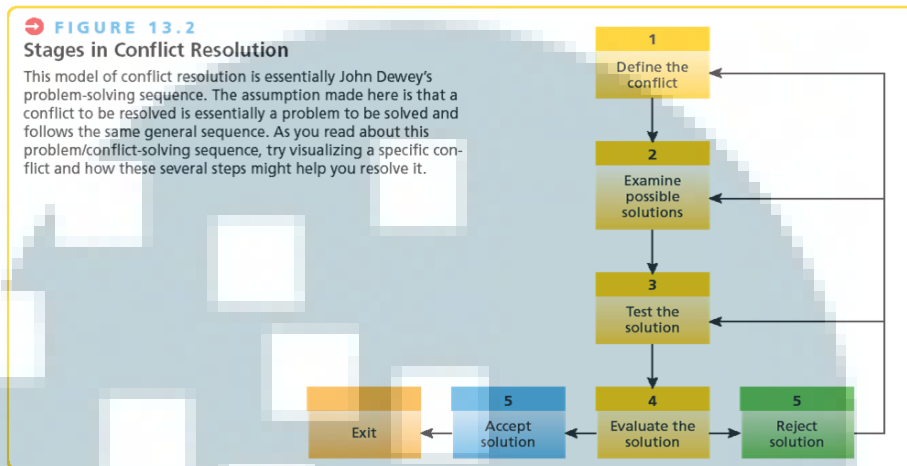 FIGURE 13.2
Stages in Conflict Resolution
This model of conflict resolution is essentially John Dewey's
problem-solving sequence. The assumption made here is that a
conflict to be resolved is essentially a problem to be solved and
follows the same general sequence. As you read about this
problem/conflict-solving sequence, try visualizing a specific con-
flict and how these several steps might help you resolve it.
1
Define the
conflict
2
Examine
possible
solutions
3
Test the
solution
Exit
5
Accept
solution
4
Evaluate the
solution
5
Reject
solution